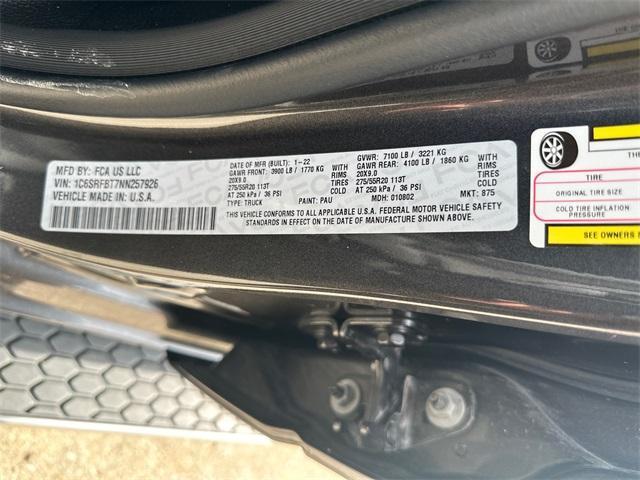 MFD BY: FCA US LLC
VIN: 1C6SRFBT7NN257926
VEHICLE MADE IN: U.S.A.
DATE OF MFR (BUILT): 1-22 GVWR: 7100 LB / 3221 KG
GAWR FRONT: 3900 LB / 1770 KG GAWR REAR: 4100 LB / 1860 KG
20X9.0 RIMS 20X9.0 RIMS
275/55R20 113T TIRES 275/55R20 113T TIRES
AT 250 kPa / 36 PSI COLD AT 250 kPa / 36 PSI COLD
TYPE: TRUCK PAINT: PAU MDH: 010802 MKT: 875
THIS VEHICLE CONFORMS TO ALL APPLICABLE U.S.A. FEDERAL MOTOR VEHICLE SAFETY
STANDARDS IN EFFECT ON THE DATE OF MANUFACTURE SHOWN ABOVE.
TIRE
ORIGINAL TIRE SIZE
COLD TIRE INFLATION
PRESSURE
SEE OWNERS